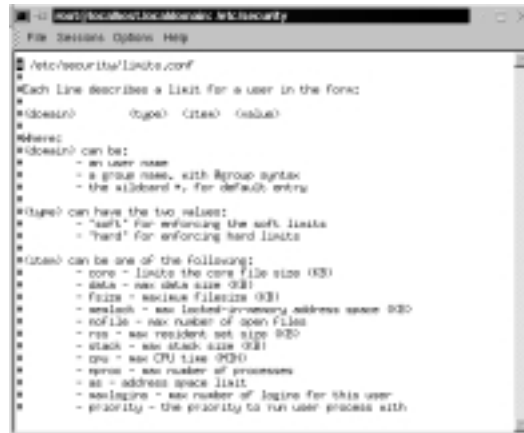 root@localhost.localdomain: /etc/security
File Sessions Options Help
# /etc/security/limits.conf
#
#Each line describes a limit for a user in the form:
#
#<domain> <type> <item> <value>
#
#Where:
#<domain> can be:
# - an user name
# - a group name, with @group syntax
# - the wildcard *, for default entry
#
#<type> can have the two values:
# - "soft" for enforcing the soft limits
# - "hard" for enforcing hard limits
#
#<item> can be one of the following:
# - core - limits the core file size (KB)
# - data - max data size (KB)
# - fsize - maximum filesize (KB)
# - memlock - max locked-in-memory address space (KB)
# - nofile - max number of open files
# - rss - max resident set size (KB)
# - stack - max stack size (KB)
# - cpu - max CPU time (MIN)
# - nproc - max number of processes
# - as - address space limit
# - maxlogins - max number of logins for this user
# - priority - the priority to run user process with